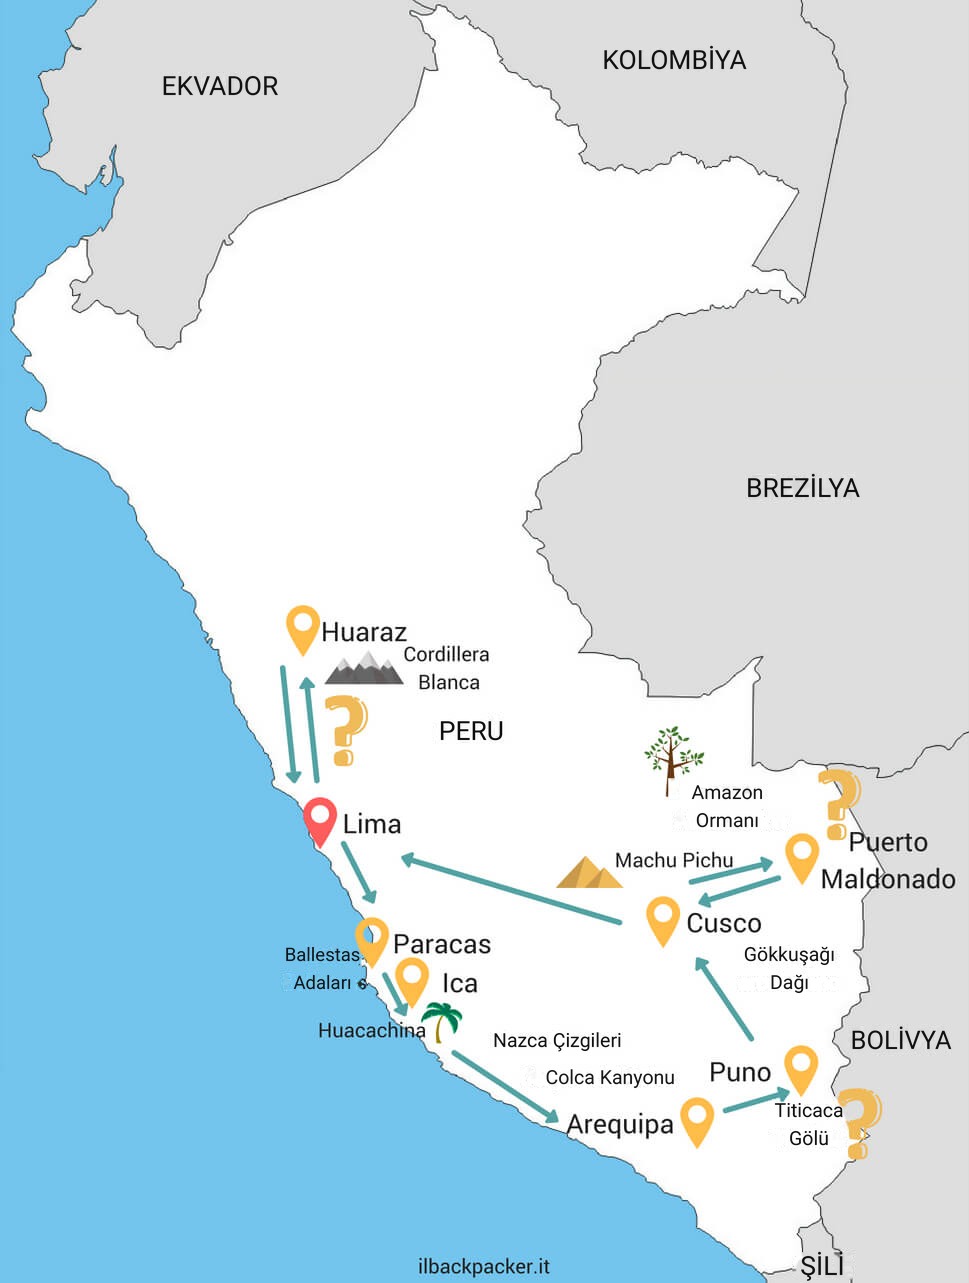 KOLOMBİYA
EKVADOR
BREZİLYA
Huaraz
Cordillera
Blanca
?
PERU
Amazon
Ormanı
?
Lima
Puerto
Maldonado
Machu Pichu
Cusco
Paracas
Ballestas
Adaları
Ica
Gökkuşağı
Dağı
Huacachina
Nazca Çizgileri
BOLİVYA
Colca Kanyonu
Puno
Arequipa
Titicaca
Gölü
?
ilbackpacker.it
ŞİLİ